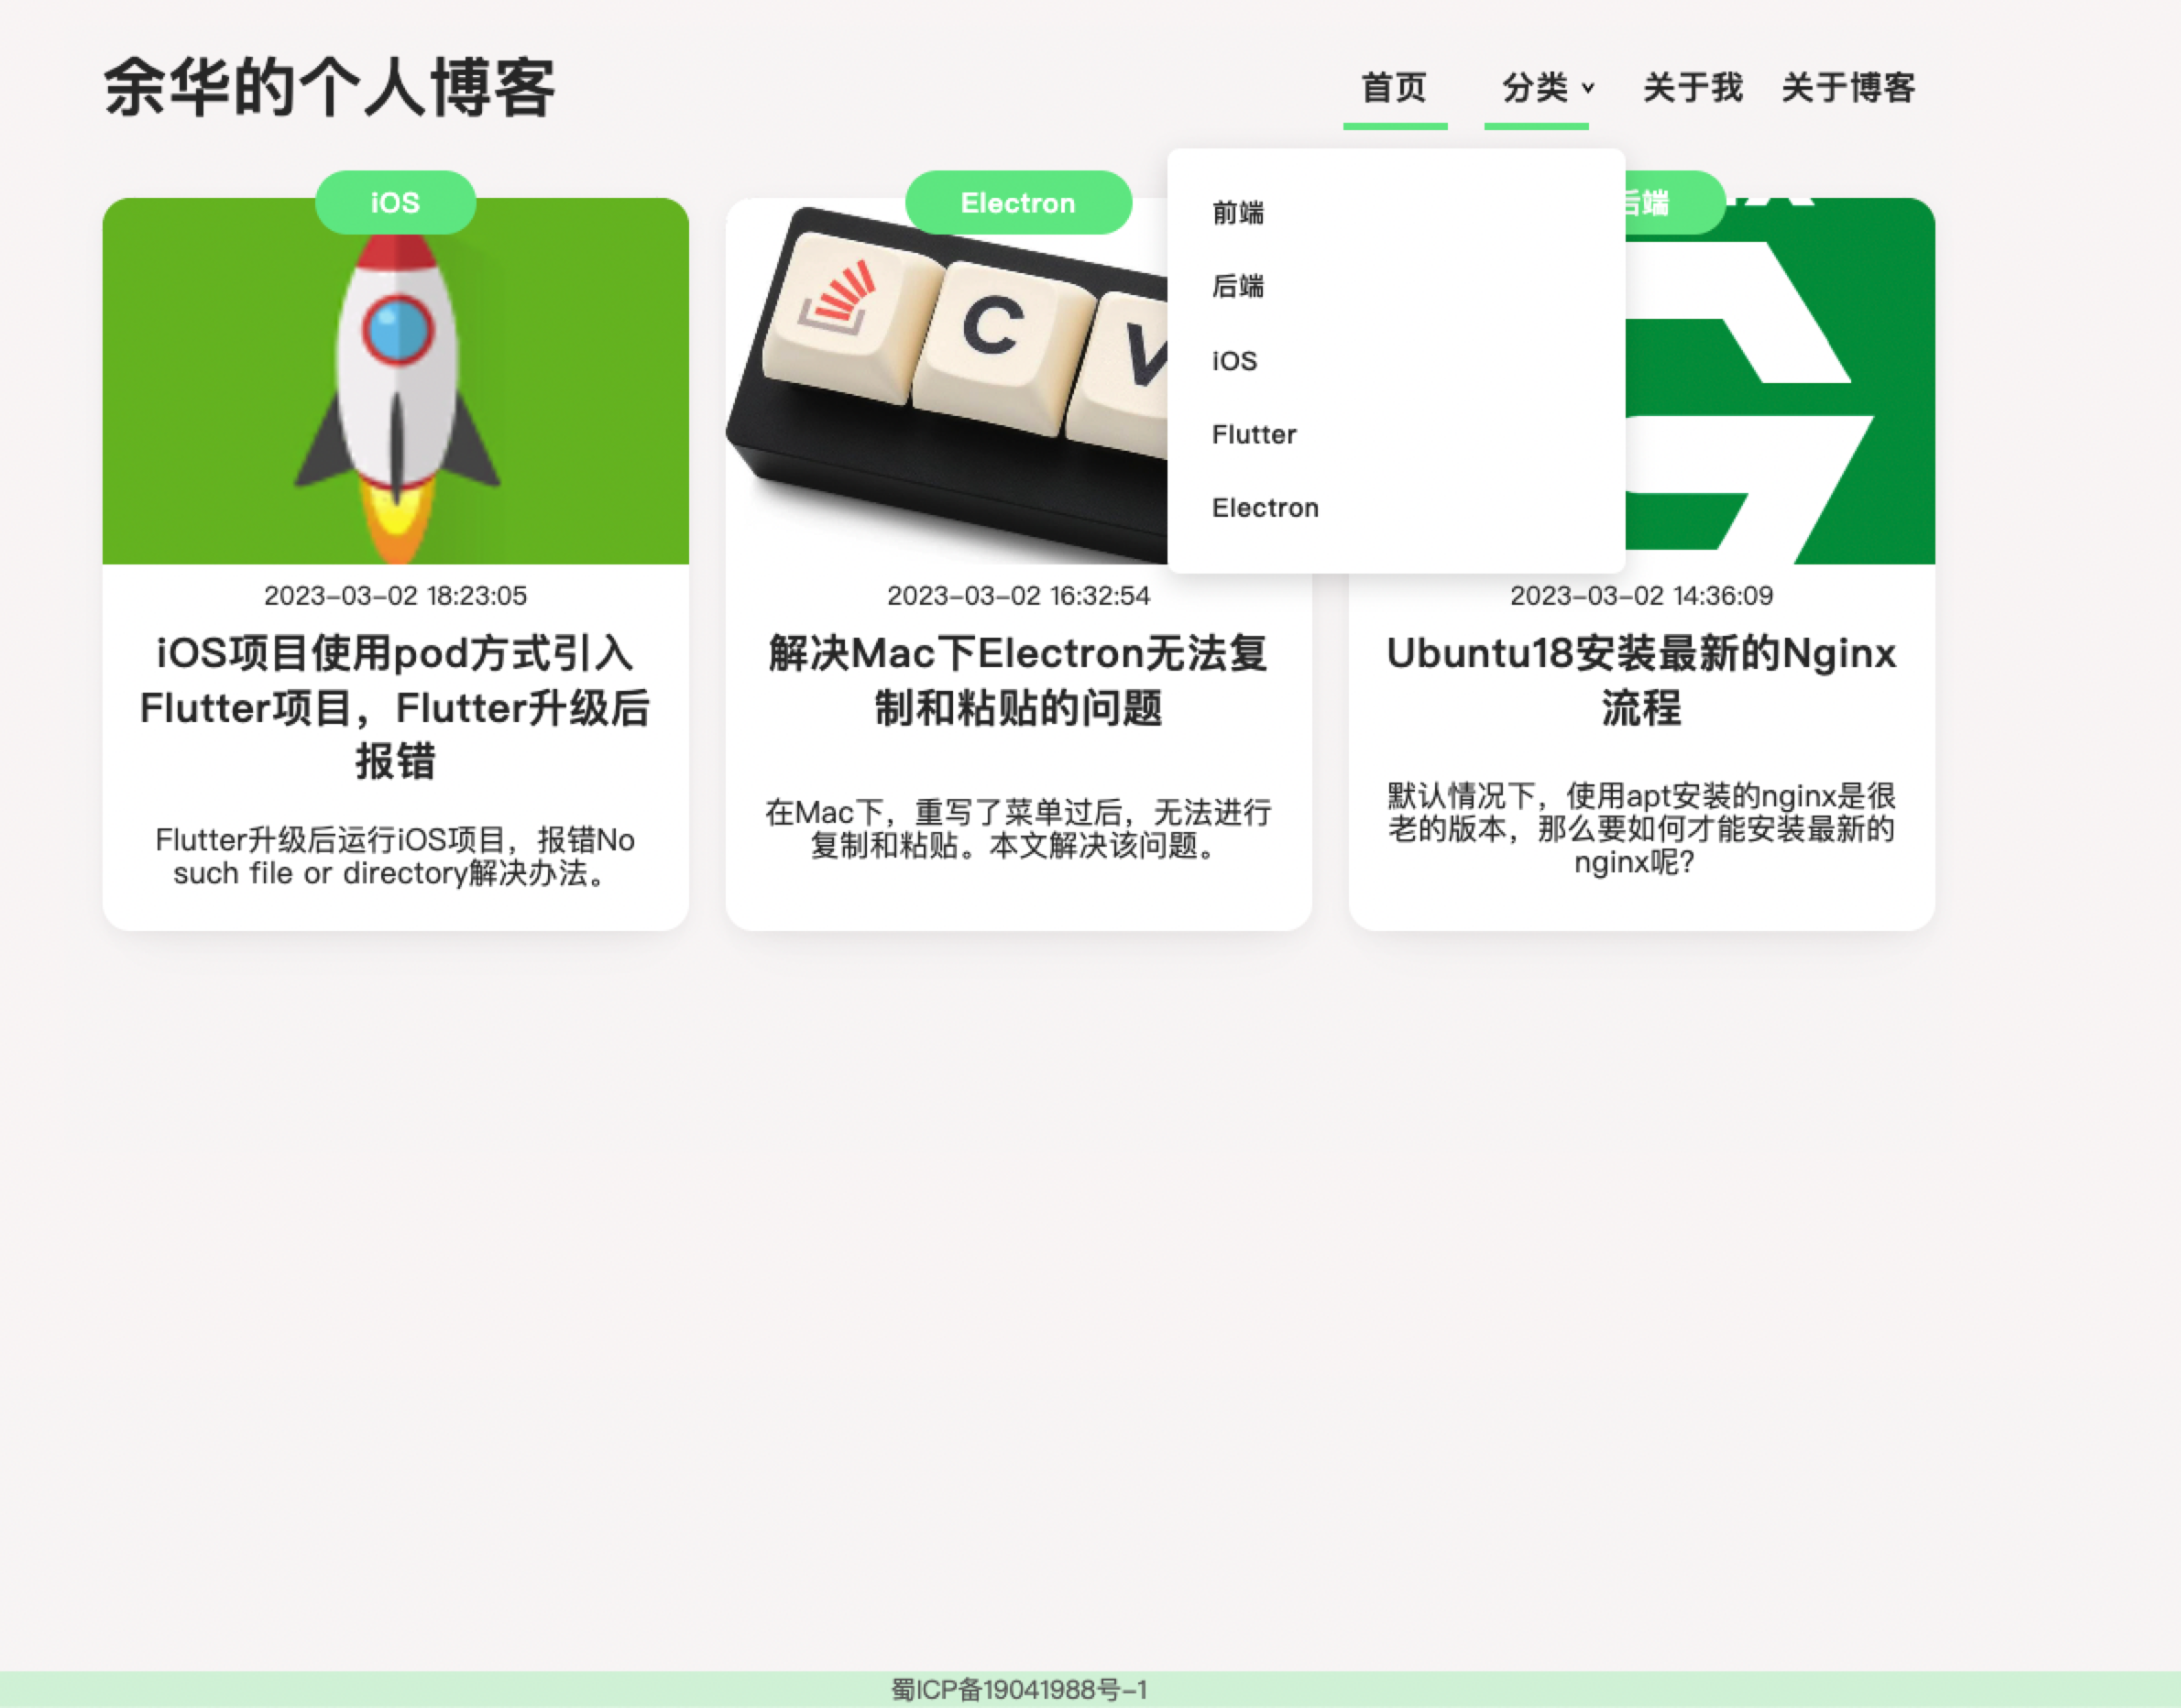 余华的个人博客
首页
分类
关于我
关于博客
iOS
Electron
后端
前端
后端
iOS
Flutter
Electron
C
V
2023-03-02 18:23:05
iOS项目使用pod方式引入
Flutter项目，Flutter升级后
报错
Flutter升级后运行iOS项目，报错No
such file or directory解决办法。
2023-03-02 16:32:54
解决Mac下Electron无法复
制和粘贴的问题
在Mac下，重写了菜单过后，无法进行
复制和粘贴。本文解决该问题。
2023-03-02 14:36:09
Ubuntu18安装最新的Nginx
流程
默认情况下，使用apt安装的nginx是很
老的版本，那么要如何才能安装最新的
nginx呢？
蜀ICP备19041988号-1